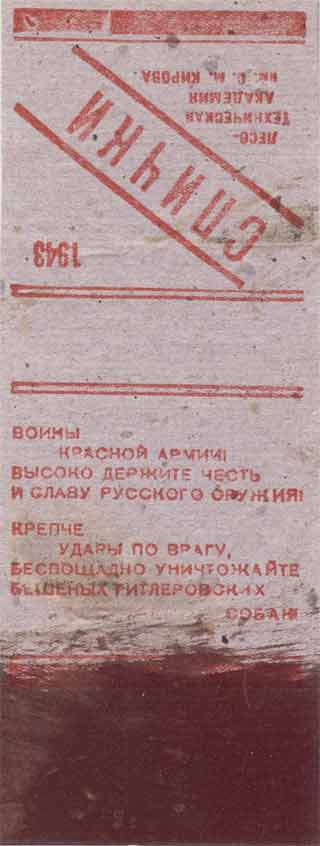 1943
СПИЧКИ
ЛЕСО-
ТЕХНИЧЕСКАЯ
АКАДЕМИЯ
им. С. М. КИРОВА
ВОИНЫ
КРАСНОЙ АРМИИ!
ВЫСОКО ДЕРЖИТЕ ЧЕСТЬ
И СЛАВУ РУССКОГО ОРУЖИЯ!
КРЕПЧЕ
УДАРЫ ПО ВРАГУ,
БЕСПОЩАДНО УНИЧТОЖАЙТЕ
БЕШЕНЫХ ГИТЛЕРОВСКИХ
СОБАК!